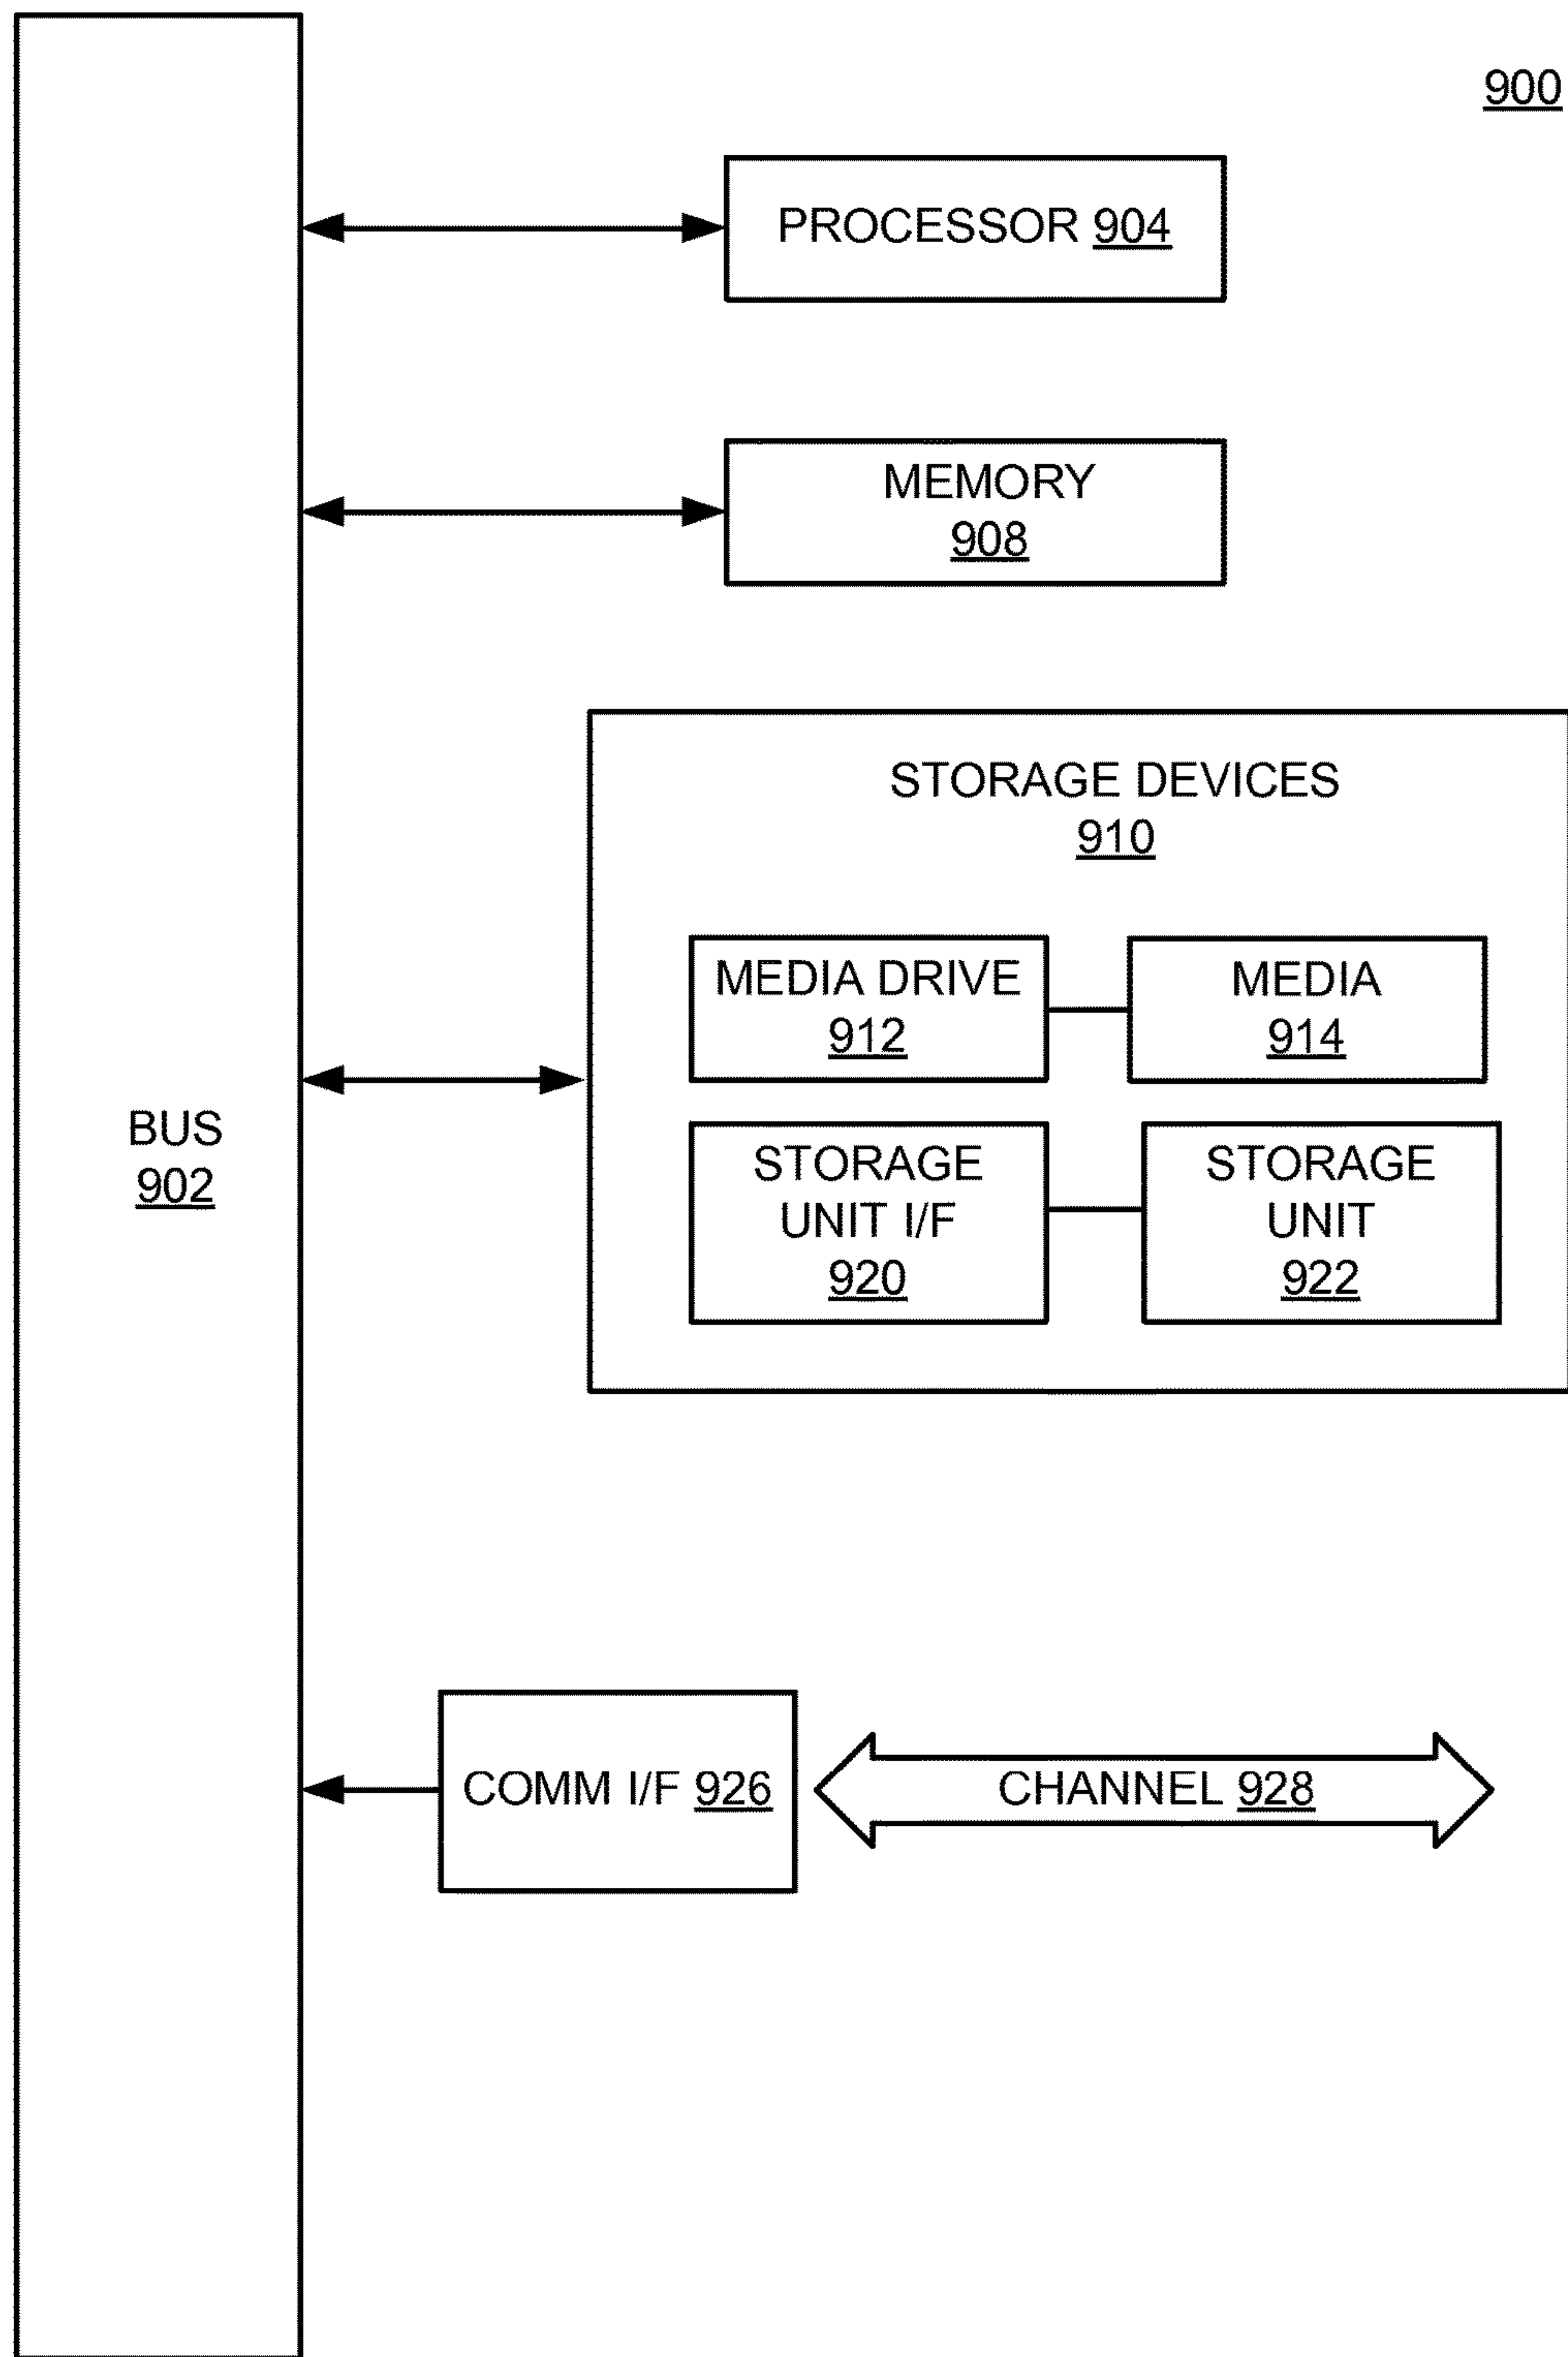 900
PROCESSOR 904
MEMORY
908
STORAGE DEVICES
910
MEDIA DRIVE
912
MEDIA
914
BUS
902
STORAGE
UNIT I/F
920
STORAGE
UNIT
922
COMM I/F 926
CHANNEL 928